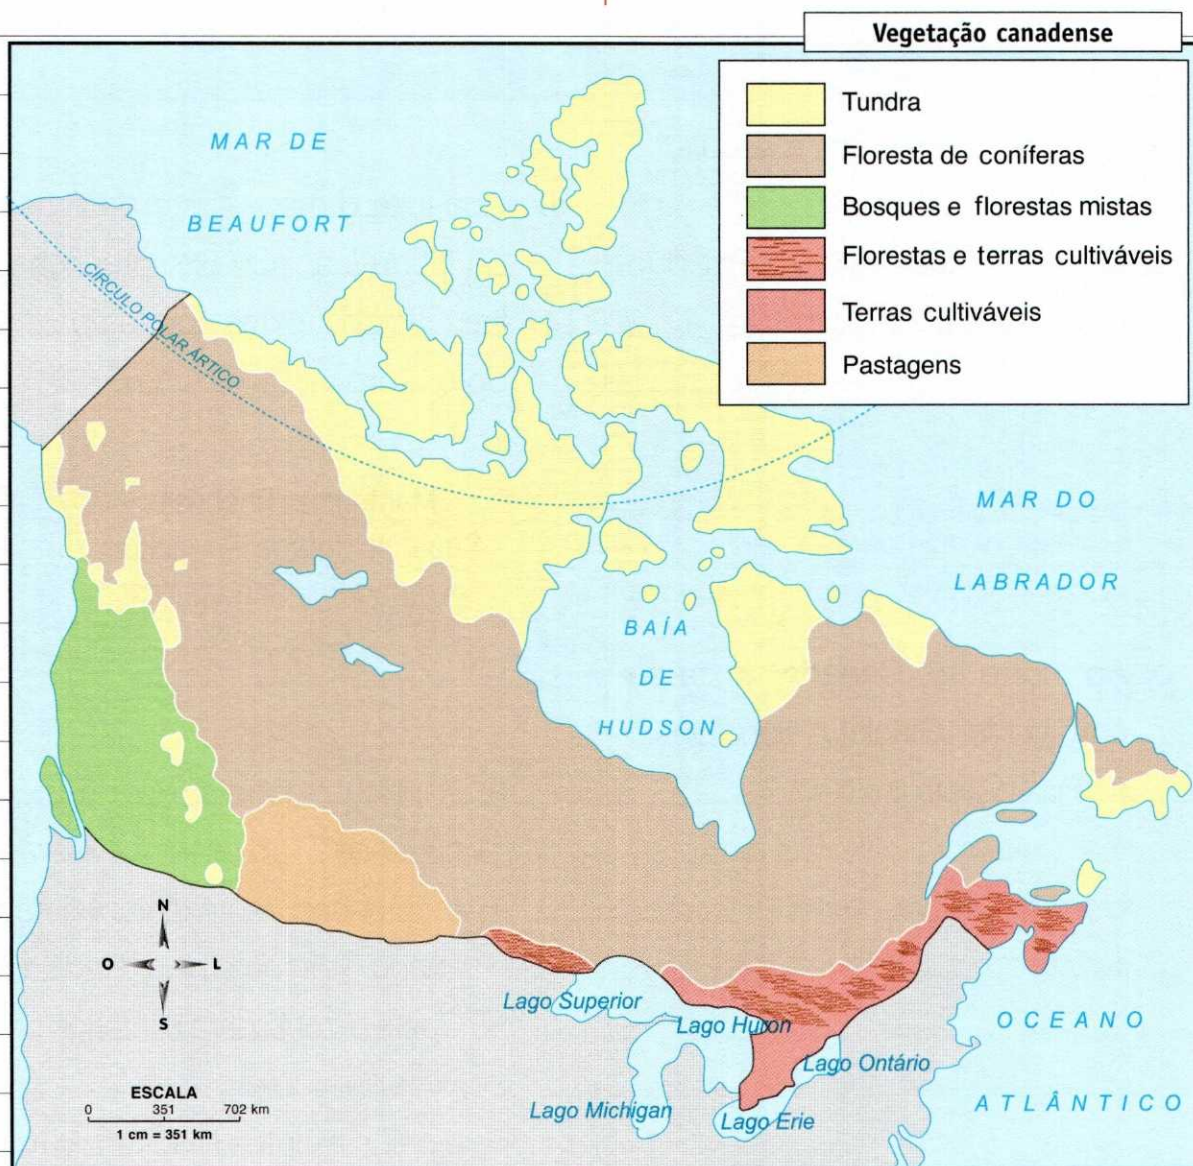 Vegetação canadense
Tundra
Floresta de coníferas
Bosques e florestas mistas
Florestas e terras cultiváveis
Terras cultiváveis
Pastagens
MAR DE
BEAUFORT
CÍRCULO POLAR ÁRTICO
MAR DO
LABRADOR
BAÍA
DE
HUDSON
N
O
L
S
Lago Superior
Lago Huron
Lago Ontário
Lago Michigan
Lago Erie
OCEANO
ATLÂNTICO
ESCALA
0 351 702 km
1 cm = 351 km